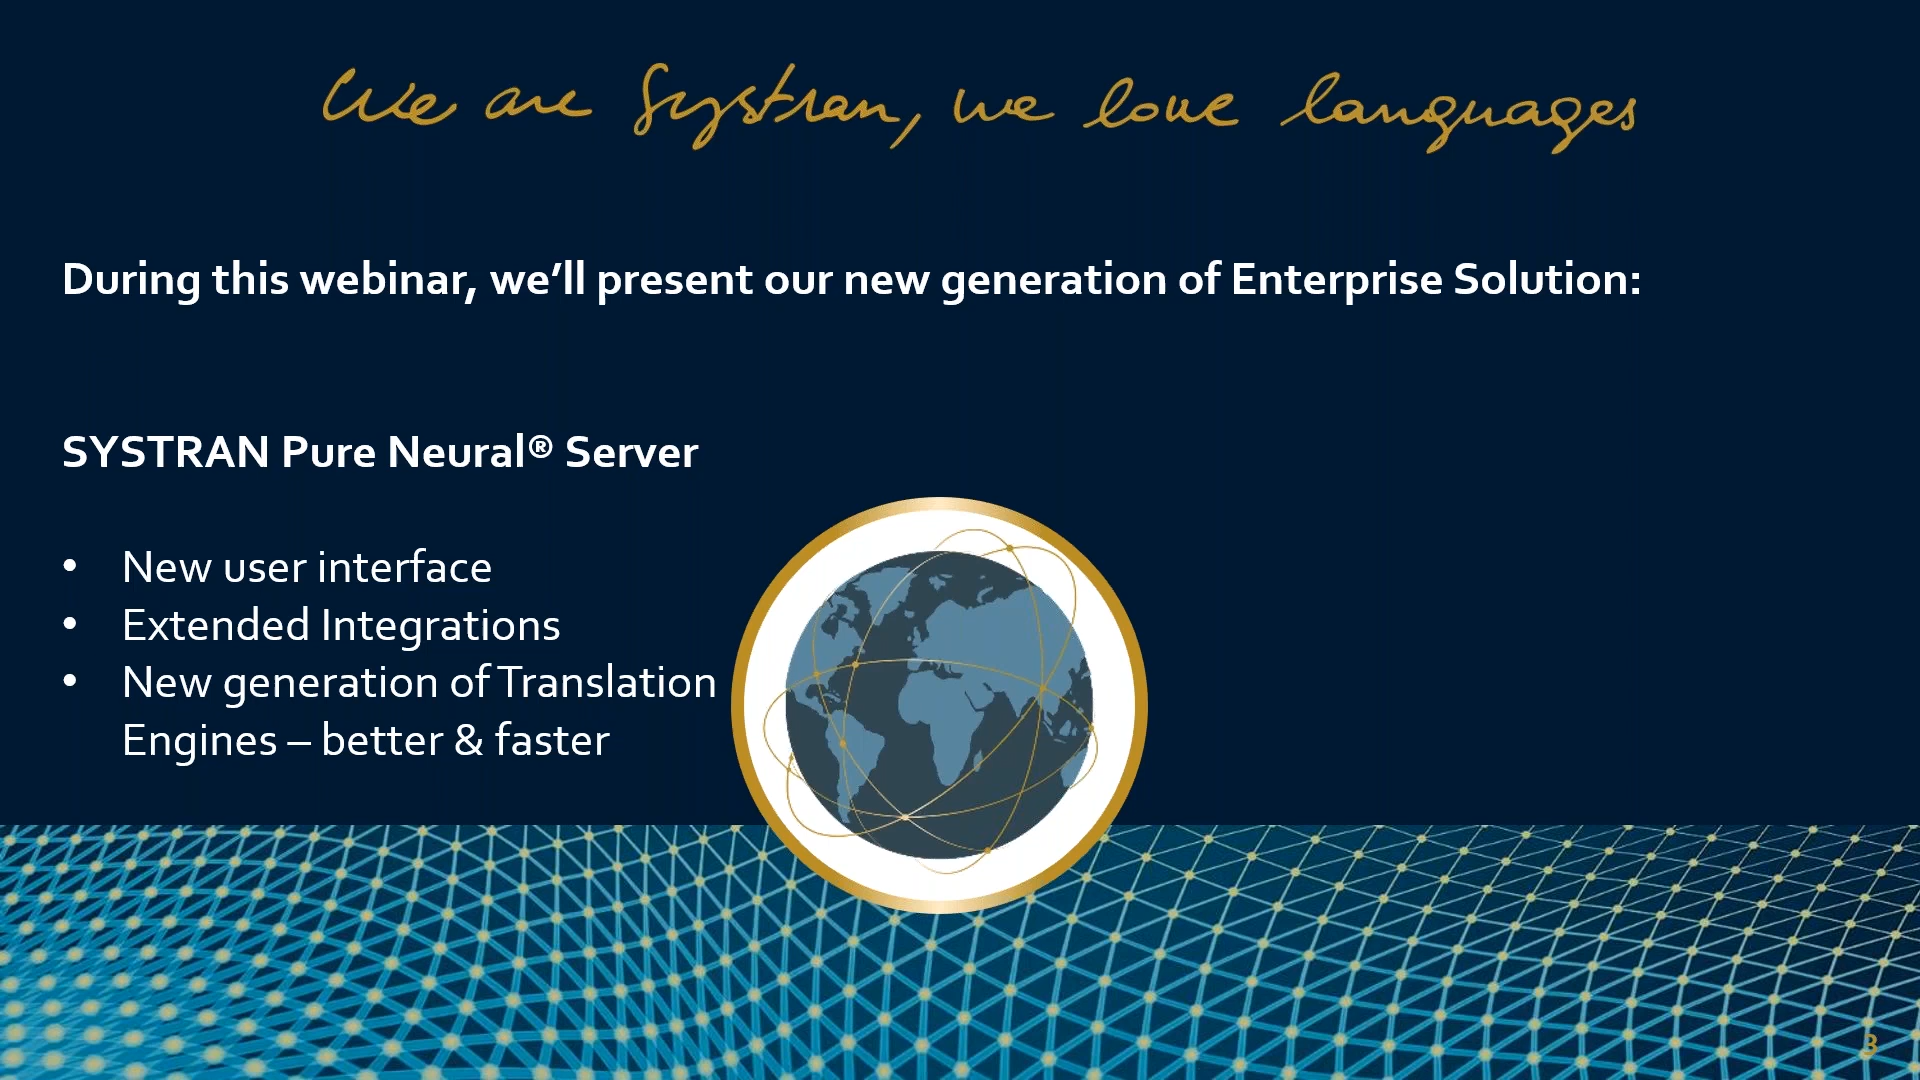 We are Systran, we love languages
During this webinar, we’ll present our new generation of Enterprise Solution:
SYSTRAN Pure Neural® Server
• New user interface
• Extended Integrations
• New generation of Translation
Engines – better & faster
3